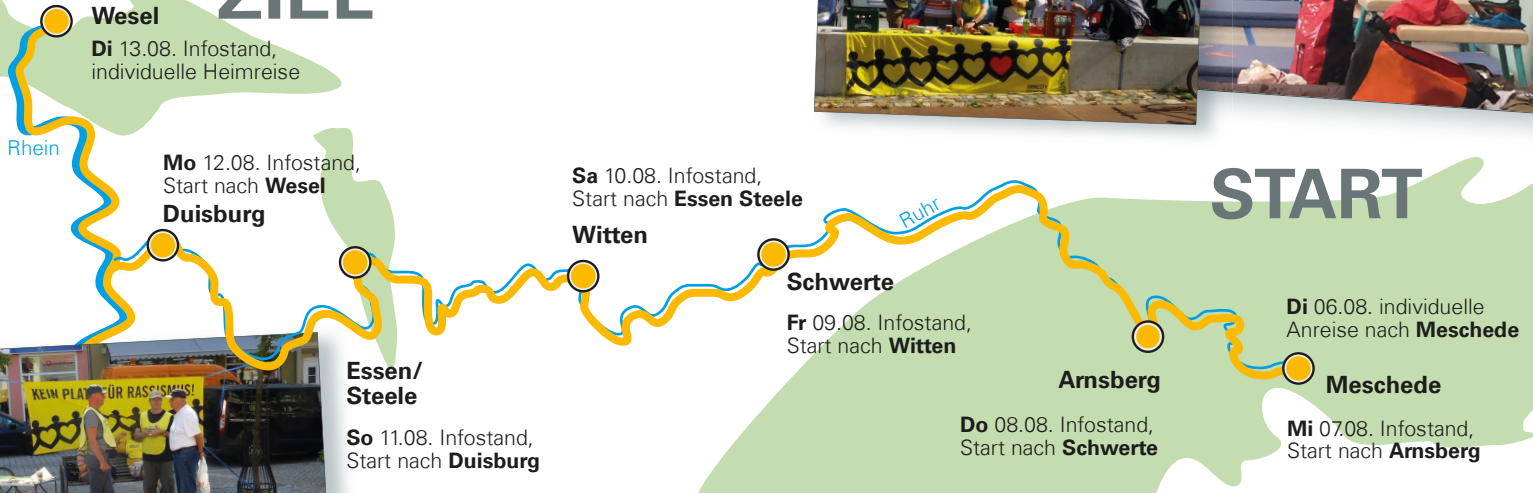 ZIEL
Wesel
Di 13.08. Infostand,
individuelle Heimreise
Rhein
Mo 12.08. Infostand,
Start nach Wesel
Duisburg
Sa 10.08. Infostand,
Start nach Essen Steele
Witten
Ruhr
START
Schwerte
Fr 09.08. Infostand,
Start nach Witten
Di 06.08. individuelle
Anreise nach Meschede
Essen/
Steele
So 11.08. Infostand,
Start nach Duisburg
Arnsberg
Do 08.08. Infostand,
Start nach Schwerte
Meschede
Mi 07.08. Infostand,
Start nach Arnsberg
KEIN PLATZ FÜR RASSISMUS!